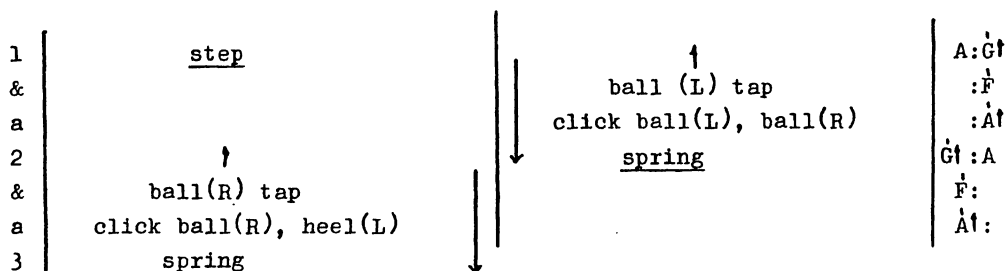 1 step ↑ A:Ġ↑
& ball (L) tap :Ḟ
a click ball(L), ball(R) :Ȧ↑
2 ↑ spring Ġ↑ :A
& ball(R) tap Ḟ:
a click ball(R), heel(L) Ȧ↑:
3 spring